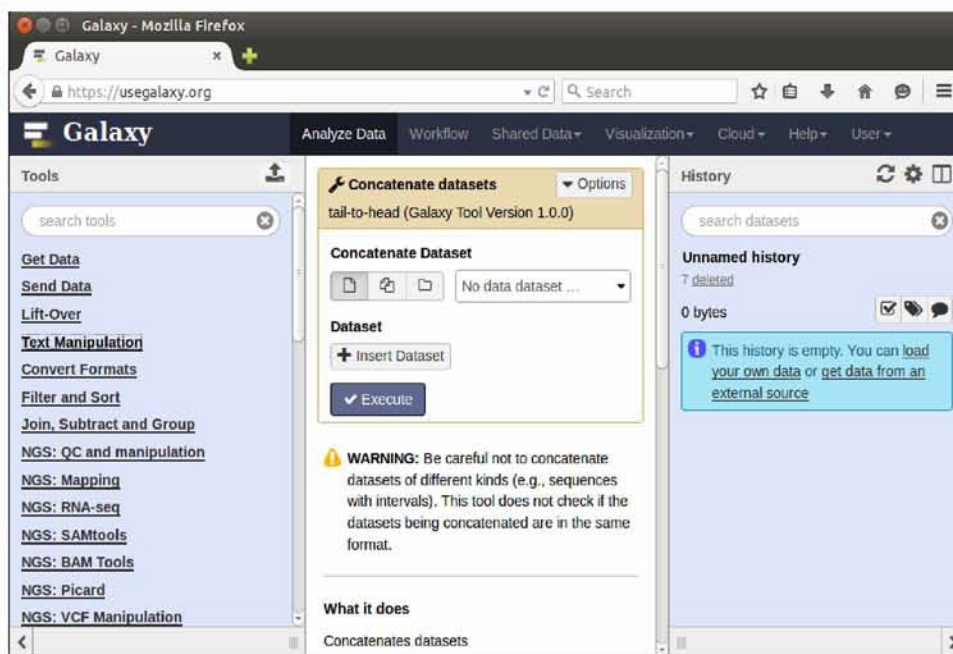 Galaxy - Mozilla Firefox
Galaxy
https://usegalaxy.org
Search
Galaxy
Analyze Data Workflow Shared Data Visualization Cloud Help User
Tools
search tools
Get Data
Send Data
Lift-Over
Text Manipulation
Convert Formats
Filter and Sort
Join, Subtract and Group
NGS: QC and manipulation
NGS: Mapping
NGS: RNA-seq
NGS: SAMtools
NGS: BAM Tools
NGS: Picard
NGS: VCF Manipulation
Concatenate datasets Options
tail-to-head (Galaxy Tool Version 1.0.0)
Concatenate Dataset
No data dataset ...
Dataset
Insert Dataset
Execute
WARNING: Be careful not to concatenate
datasets of different kinds (e.g., sequences
with intervals). This tool does not check if the
datasets being concatenated are in the same
format.
What it does
Concatenates datasets
History
search datasets
Unnamed history
7 deleted
0 bytes
This history is empty. You can load
your own data or get data from an
external source